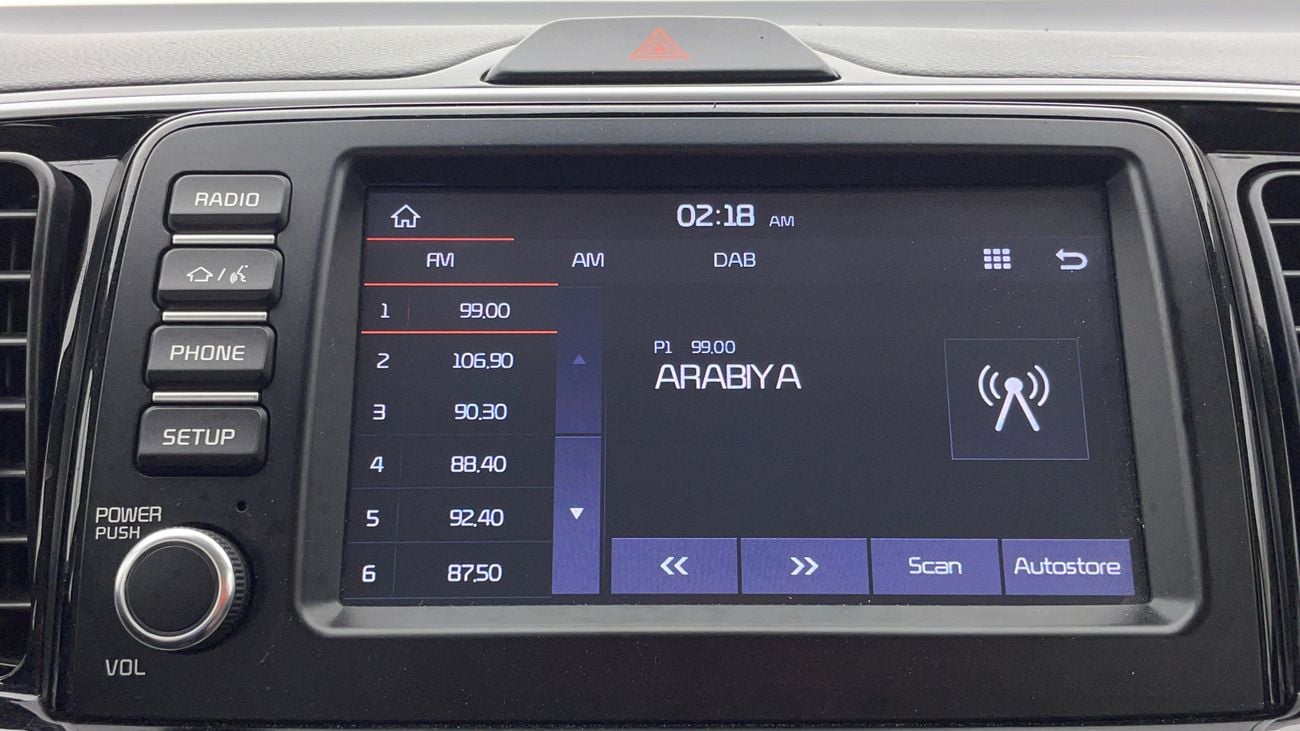 RADIO
PHONE
SETUP
POWER
PUSH
VOL
02:18 AM
FM AM DAB
1 99.00
2 106.90
3 90.30
4 88.40
5 92.40
6 87.50
P1 99.00
ARABIYA
<< >> Scan Autostore